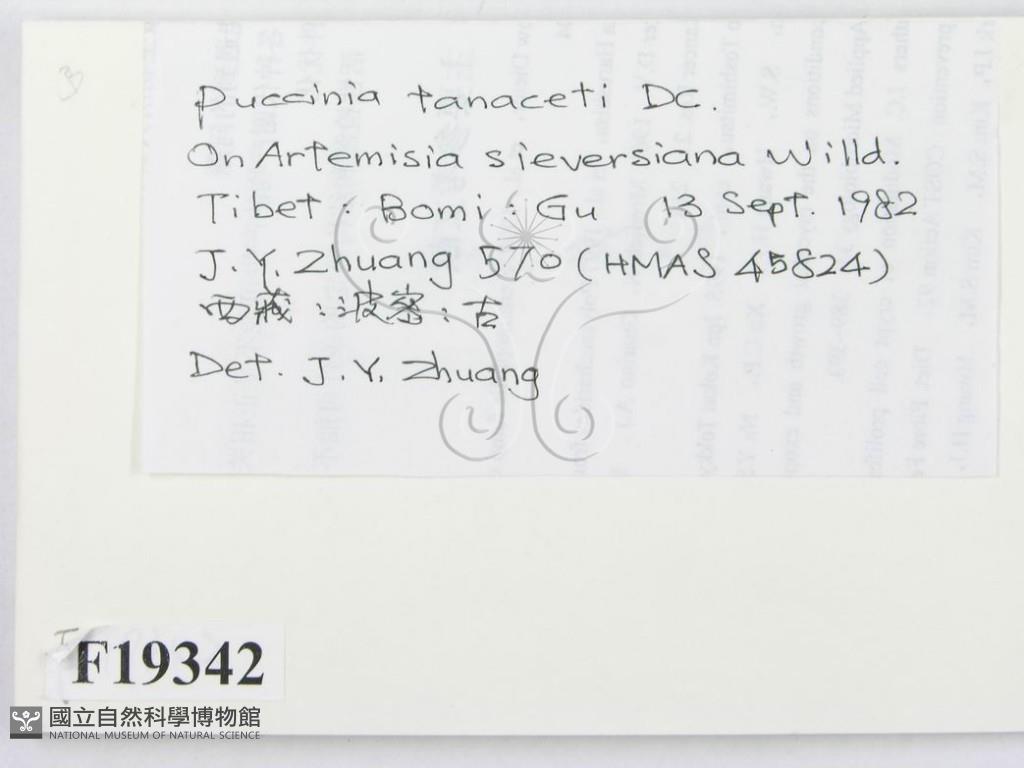 Puccinia tanaceti DC.
On Artemisia sieversiana Willd.
Tibet : Bomi : Gu 13 Sept. 1982
J. Y. Zhuang 570 (HMAS 45824)
西藏 : 波密 : 古
Det. J. Y. Zhuang
F19342
國立自然科學博物館
NATIONAL MUSEUM OF NATURAL SCIENCE